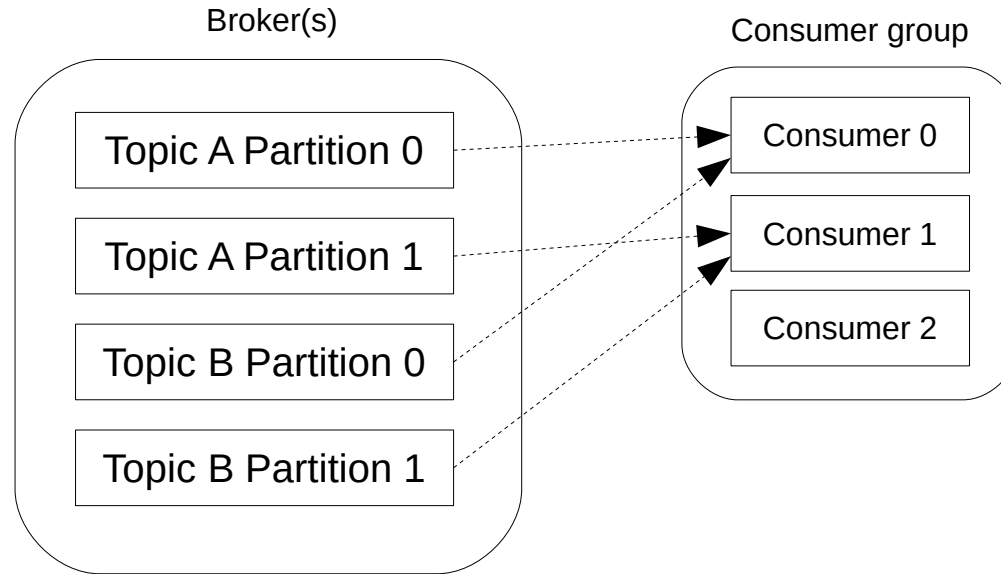 Broker(s)
Consumer group
Topic A Partition 0
Topic A Partition 1
Topic B Partition 0
Topic B Partition 1
Consumer 0
Consumer 1
Consumer 2